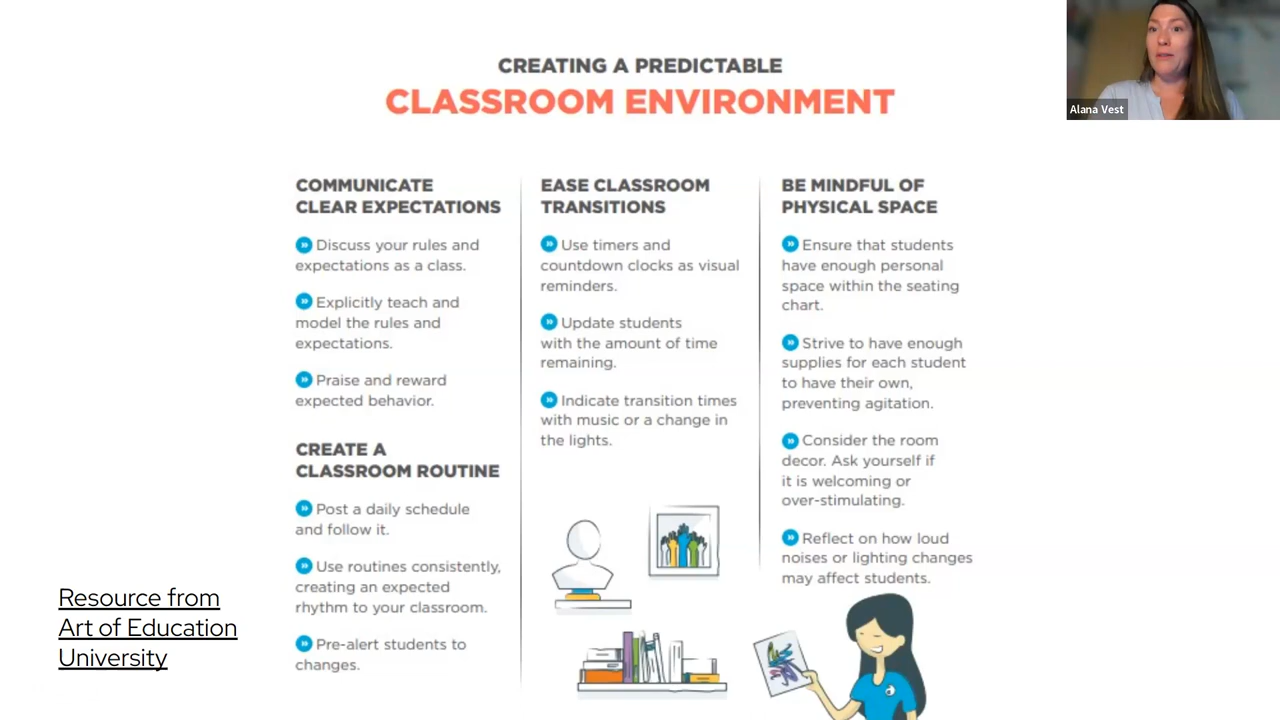 CREATING A PREDICTABLE
CLASSROOM ENVIRONMENT
Alana Vest
COMMUNICATE
CLEAR EXPECTATIONS
Discuss your rules and
expectations as a class.
Explicitly teach and
model the rules and
expectations.
Praise and reward
expected behavior.
CREATE A
CLASSROOM ROUTINE
Post a daily schedule
and follow it.
Use routines consistently,
creating an expected
rhythm to your classroom.
Pre-alert students to
changes.
EASE CLASSROOM
TRANSITIONS
Use timers and
countdown clocks as visual
reminders.
Update students
with the amount of time
remaining.
Indicate transition times
with music or a change in
the lights.
BE MINDFUL OF
PHYSICAL SPACE
Ensure that students
have enough personal
space within the seating
chart.
Strive to have enough
supplies for each student
to have their own,
preventing agitation.
Consider the room
decor. Ask yourself if
it is welcoming or
over-stimulating.
Reflect on how loud
noises or lighting changes
may affect students.
Resource from
Art of Education
University